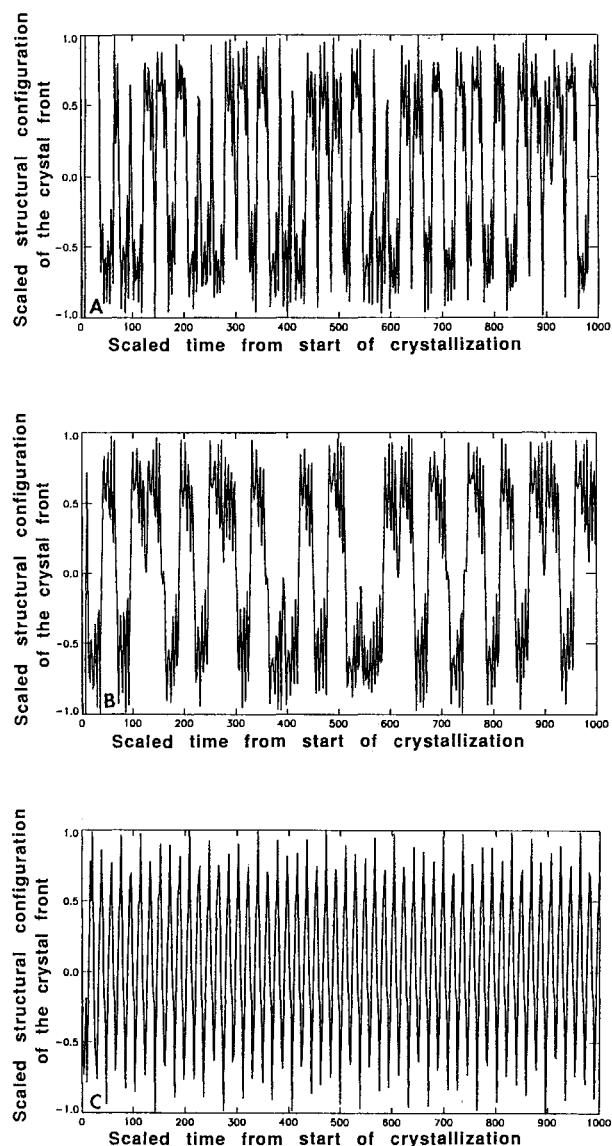 Scaled structural configuration
of the crystal front
1.0
0.5
0.0
-0.5
-1.0
A
0 100 200 300 400 500 600 700 800 900 1000
Scaled time from start of crystallization
Scaled structural configuration
of the crystal front
1.0
0.5
0.0
-0.5
-1.0
B
0 100 200 300 400 500 600 700 800 900 1000
Scaled time from start of crystallization
Scaled structural configuration
of the crystal front
1.0
0.5
0.0
-0.5
-1.0
C
0 100 200 300 400 500 600 700 800 900 1000
Scaled time from start of crystallization